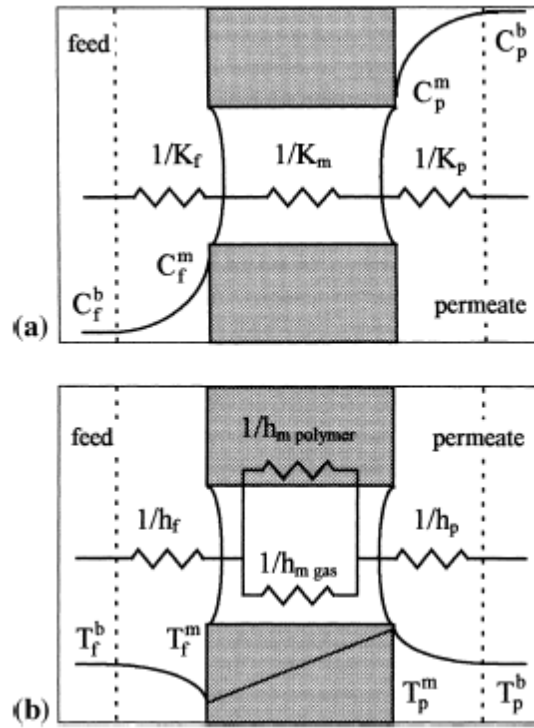 feed
C_p^b
C_p^m
1/K_f 1/K_m 1/K_p
C_f^m
C_f^b
permeate
(a)
feed
permeate
1/h_m polymer
1/h_f
1/h_p
1/h_m gas
T_f^b T_f^m
T_p^m T_p^b
(b)